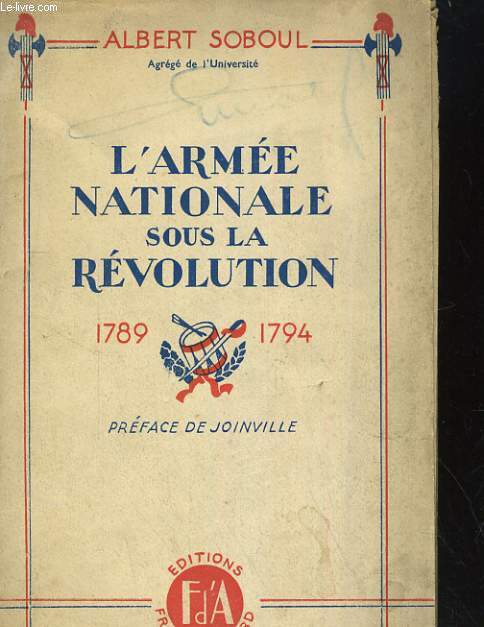 Le-livre.com
ALBERT SOBOUL
Agrégé de l'Université
L'ARMÉE
NATIONALE
SOUS LA
RÉVOLUTION
1789 1794
PRÉFACE DE JOINVILLE
EDITIONS
F d'A